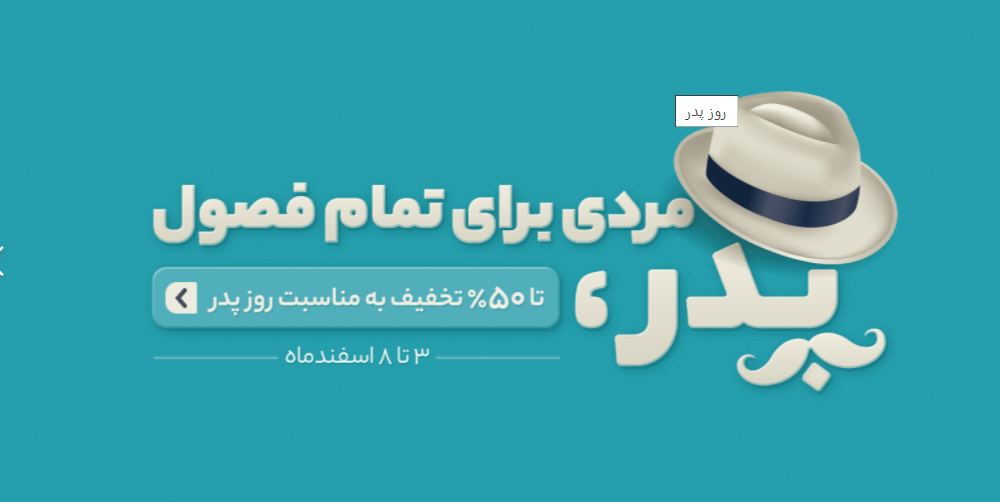 روز پدر
پدر، مردی برای تمام فصول
تا ۵۰% تخفیف به مناسبت روز پدر
۳ تا ۸ اسفندماه